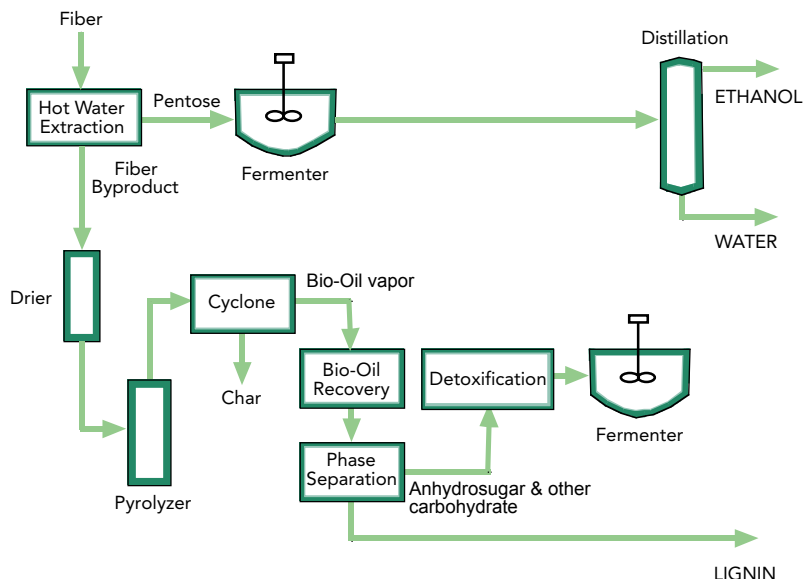 Fiber
Distillation
Hot Water
Extraction
Pentose
ETHANOL
Fermenter
Fiber
Byproduct
WATER
Drier
Cyclone
Bio-Oil vapor
Char
Bio-Oil
Recovery
Detoxification
Fermenter
Phase
Separation
Anhydrosugar & other
carbohydrate
Pyrolyzer
LIGNIN